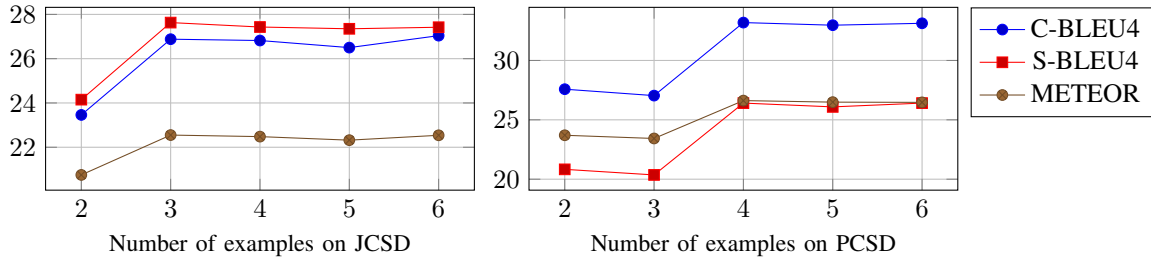 28
26
24
22
2 3 4 5 6
Number of examples on JCSD
30
25
20
2 3 4 5 6
Number of examples on PCSD
C-BLEU4
S-BLEU4
METEOR